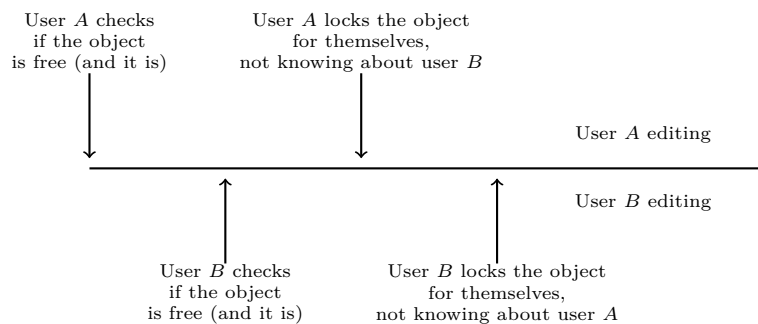 User A checks
if the object
is free (and it is)
User A locks the object
for themselves,
not knowing about user B
User A editing
User B editing
User B checks
if the object
is free (and it is)
User B locks the object
for themselves,
not knowing about user A